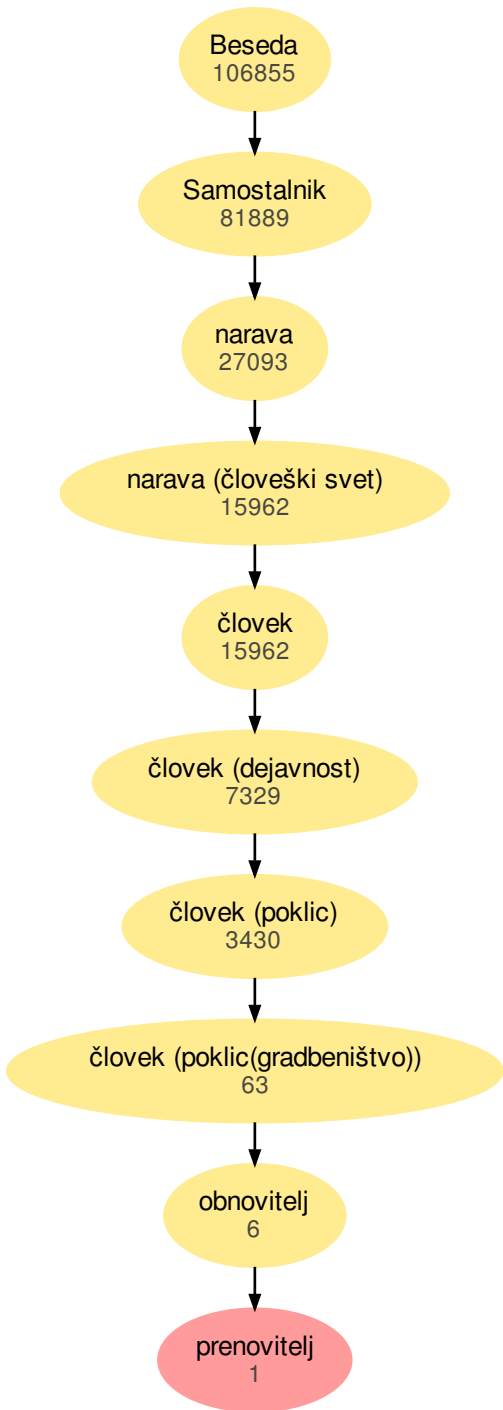 Beseda
106855
Samostalnik
81889
narava
27093
narava (človeški svet)
15962
človek
15962
človek (dejavnost)
7329
človek (poklic)
3430
človek (poklic(gradbeništvo))
63
obnovitelj
6
prenovitelj
1